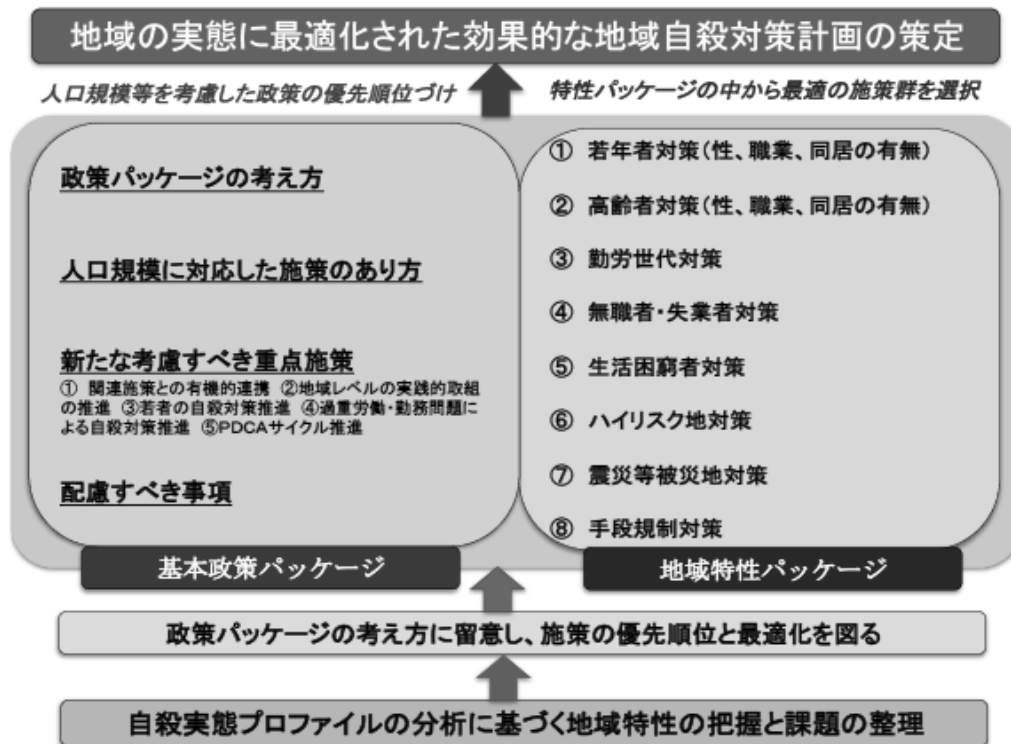 地域の実態に最適化された効果的な地域自殺対策計画の策定
人口規模等を考慮した政策の優先順位づけ
特性パッケージの中から最適の施策群を選択
政策パッケージの考え方
人口規模に対応した施策のあり方
新たな考慮すべき重点施策
① 関連施策との有機的連携 ②地域レベルの実践的取組
の推進 ③若者の自殺対策推進 ④過重労働・勤務問題に
よる自殺対策推進 ⑤PDCAサイクル推進
配慮すべき事項
基本政策パッケージ
① 若年者対策(性、職業、同居の有無)
② 高齢者対策(性、職業、同居の有無)
③ 勤労世代対策
④ 無職者・失業者対策
⑤ 生活困窮者対策
⑥ ハイリスク地対策
⑦ 震災等被災地対策
⑧ 手段規制対策
地域特性パッケージ
政策パッケージの考え方に留意し、施策の優先順位と最適化を図る
自殺実態プロファイルの分析に基づく地域特性の把握と課題の整理